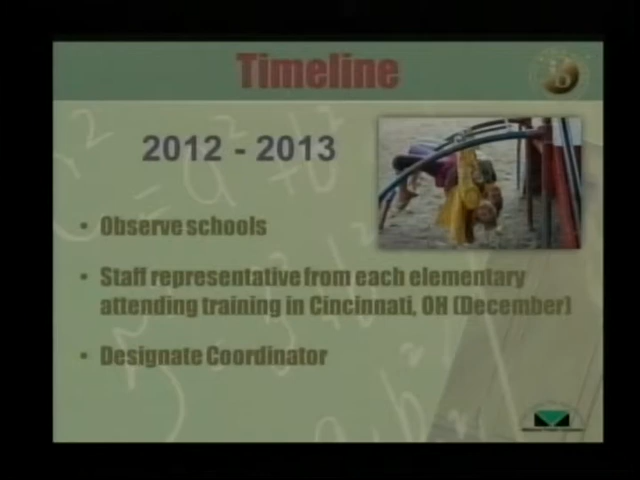 Timeline
2012 - 2013
• Observe schools
• Staff representative from each elementary
attending training in Cincinnati, OH (December)
• Designate Coordinator